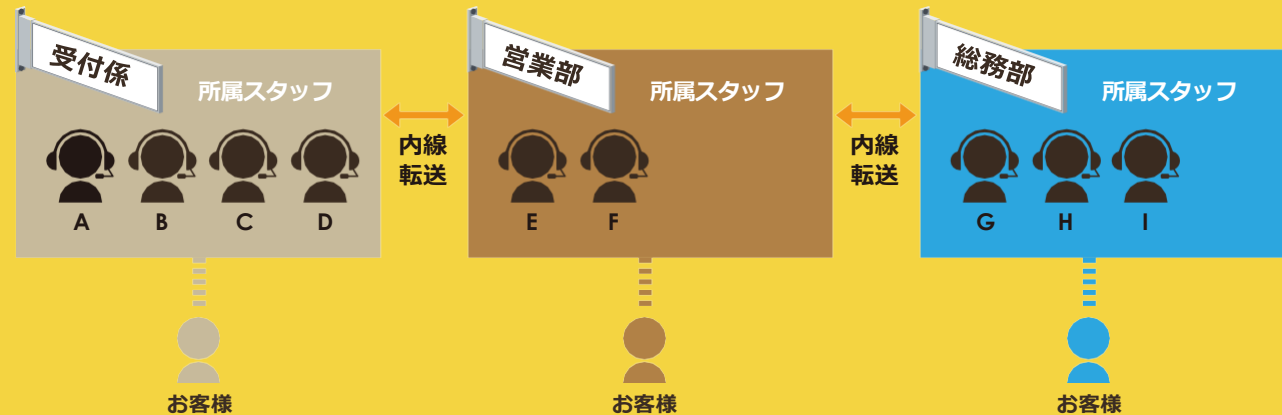 受付係
所属スタッフ
A B C D
内線
転送
お客様
営業部
所属スタッフ
E F
内線
転送
お客様
総務部
所属スタッフ
G H I
お客様